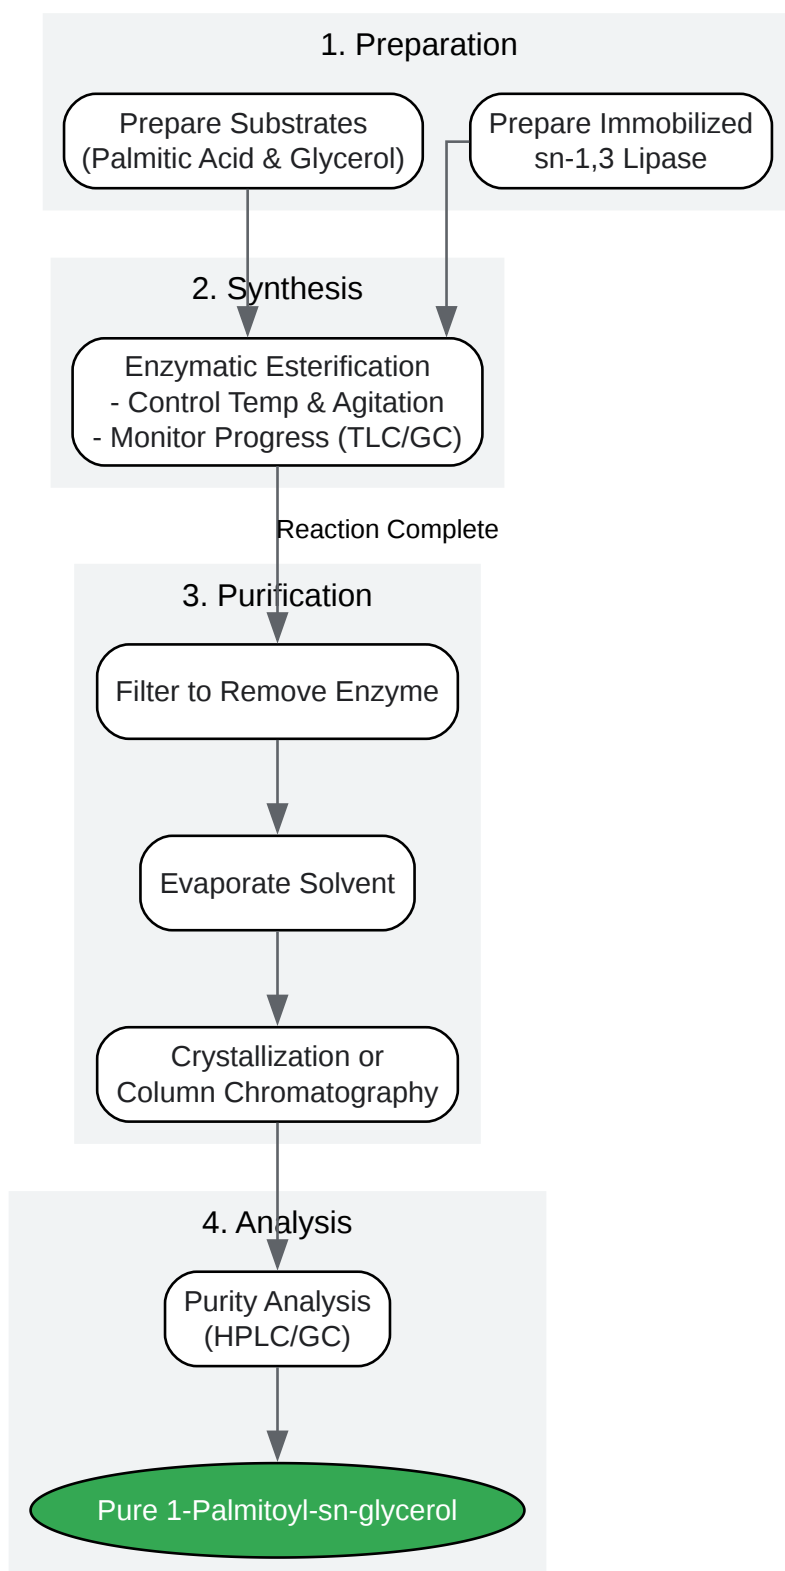 1. Preparation
Prepare Substrates
(Palmitic Acid & Glycerol)
Prepare Immobilized
sn-1,3 Lipase
2. Synthesis
Enzymatic Esterification
- Control Temp & Agitation
- Monitor Progress (TLC/GC)
Reaction Complete
3. Purification
Filter to Remove Enzyme
Evaporate Solvent
Crystallization or
Column Chromatography
4. Analysis
Purity Analysis
(HPLC/GC)
Pure 1-Palmitoyl-sn-glycerol